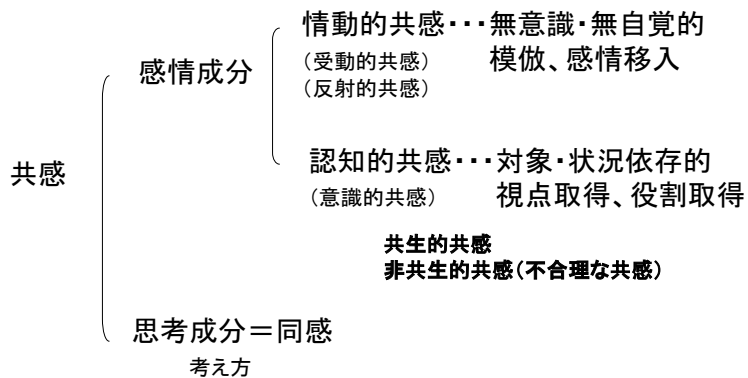 情動的共感・・・無意識・無自覚的
(受動的共感) 模倣、感情移入
感情成分
(反射的共感)
共感
認知的共感・・・対象・状況依存的
(意識的共感) 視点取得、役割取得
共生的共感
非共生的共感(不合理な共感)
思考成分＝同感
考え方